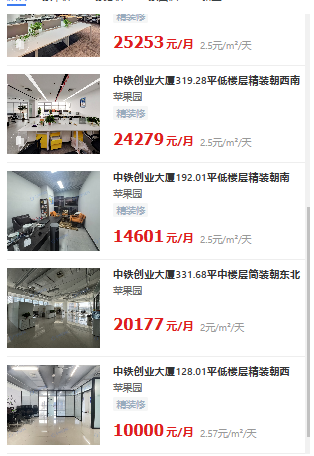 精装修
25253元/月 2.5元/m²/天
中铁创业大厦319.28平低楼层精装朝西南
苹果园
精装修
24279元/月 2.5元/m²/天
中铁创业大厦192.01平低楼层精装朝南
苹果园
精装修
14601元/月 2.5元/m²/天
中铁创业大厦331.68平中楼层简装朝东北
苹果园
20177元/月 2元/m²/天
中铁创业大厦128.01平低楼层精装朝西
苹果园
精装修
10000元/月 2.57元/m²/天